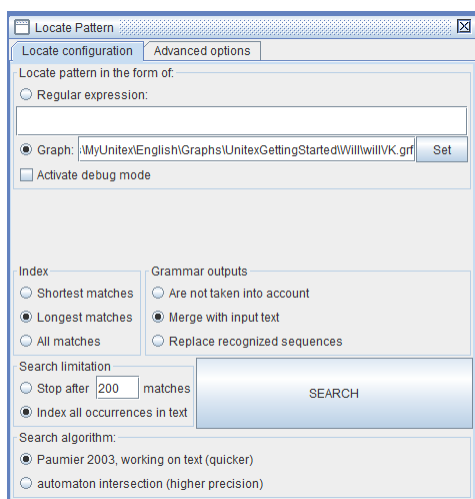 Locate Pattern
Locate configuration Advanced options
Locate pattern in the form of:
Regular expression:
Graph: \MyUnitex\English\Graphs\UnitexGettingStarted\Will\willVK.grf Set
Activate debug mode
Index Grammar outputs
Shortest matches Are not taken into account
Longest matches Merge with input text
All matches Replace recognized sequences
Search limitation
Stop after 200 matches SEARCH
Index all occurrences in text
Search algorithm:
Paumier 2003, working on text (quicker)
automaton intersection (higher precision)